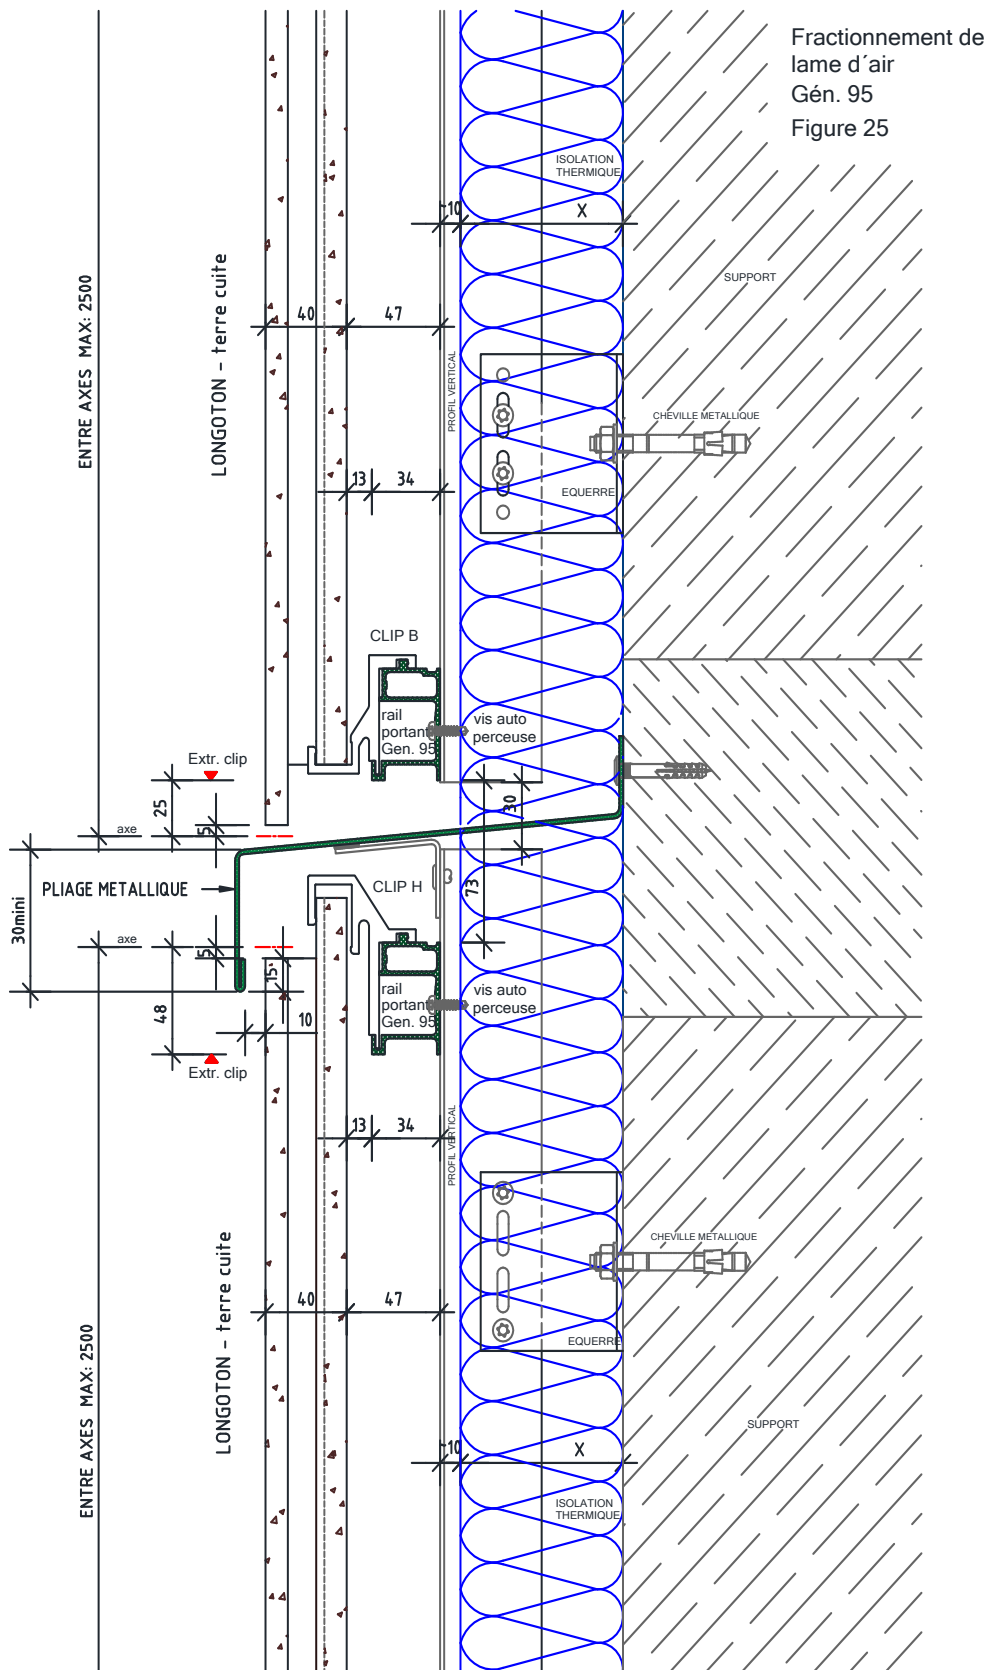 Fractionnement de
lame d´air
Gén. 95
Figure 25
ISOLATION
THERMIQUE
10
X
SUPPORT
ENTRE AXES MAX: 2500
LONGOTON - terre cuite
40
47
PROFIL VERTICAL
CHEVILLE METALLIQUE
13
34
EQUERRE
CLIP B
rail
portant
Gen. 95
vis auto
perceuse
Extr. clip
25
5
axe
30
PLIAGE METALLIQUE
CLIP H
73
30mini
axe
5
15
48
10
rail
portant
Gen. 95
vis auto
perceuse
Extr. clip
13
34
PROFIL VERTICAL
CHEVILLE METALLIQUE
LONGOTON - terre cuite
40
47
EQUERRE
ENTRE AXES MAX: 2500
SUPPORT
10
X
ISOLATION
THERMIQUE